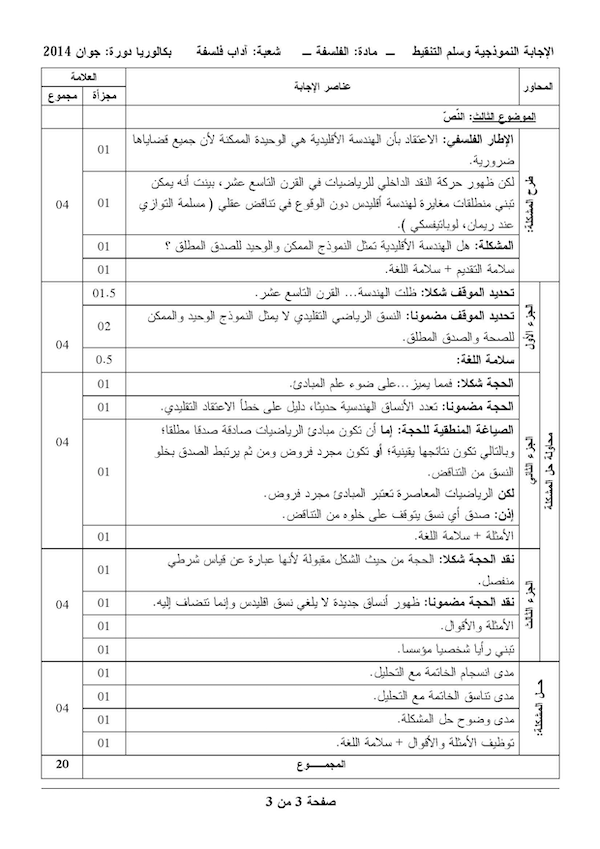 الإجابة النموذجية وسلم التنقيط ــ مادة: الفلسفة ــ شعبة: آداب فلسفة بكالوريا دورة: جوان 2014
المحاور
عناصر الإجابة
العلامة
مجزأة
مجموع
الموضوع الثالث: النّصّ
طرح المشكلة:
الإطار الفلسفي: الاعتقاد بأن الهندسة الأقليدية هي الوحيدة الممكنة لأن جميع قضاياها
ضرورية.
01
لكن ظهور حركة النقد الداخلي للرياضيات في القرن التاسع عشر، بينت أنه يمكن
تبني منطلقات مغايرة لهندسة أقليدس دون الوقوع في تناقض عقلي ( مسلمة التوازي
عند ريمان، لوباتيفسكي ).
01
04
المشكلة: هل الهندسة الأقليدية تمثل النموذج الممكن والوحيد للصدق المطلق ؟
01
سلامة التقديم + سلامة اللغة.
01
محاولة حل المشكلة
الجزء الأول
تحديد الموقف شكلا: ظلت الهندسة... القرن التاسع عشر.
01.5
تحديد الموقف مضمونا: النسق الرياضي التقليدي لا يمثل النموذج الوحيد والممكن
للصحة والصدق المطلق.
02
04
سلامة اللغة:
0.5
الجزء الثاني
الحجة شكلا: فمما يميز...على ضوء علم المبادئ.
01
الحجة مضمونا: تعدد الأنساق الهندسية حديثا، دليل على خطأ الاعتقاد التقليدي.
01
الصياغة المنطقية للحجة: إما أن تكون مبادئ الرياضيات صادقة صدقا مطلقا؛
وبالتالي تكون نتائجها يقينية؛ أو تكون مجرد فروض ومن ثم يرتبط الصدق بخلو
النسق من التناقض.
لكن الرياضيات المعاصرة تعتبر المبادئ مجرد فروض.
إذن: صدق أي نسق يتوقف على خلوه من التناقض.
01
04
الأمثلة + سلامة اللغة.
01
الجزء الثالث
نقد الحجة شكلا: الحجة من حيث الشكل مقبولة لأنها عبارة عن قياس شرطي
منفصل.
01
نقد الحجة مضمونا: ظهور أنساق جديدة لا يلغي نسق اقليدس وإنما تتضاف إليه.
01
04
الأمثلة والأقوال.
01
تبني رأيا شخصيا مؤسسا.
01
حـل المشكلة:
مدى انسجام الخاتمة مع التحليل.
01
مدى تناسق الخاتمة مع التحليل.
01
04
مدى وضوح حل المشكلة.
01
توظيف الأمثلة والأقوال + سلامة اللغة.
01
المجمـــوع
20
صفحة 3 من 3